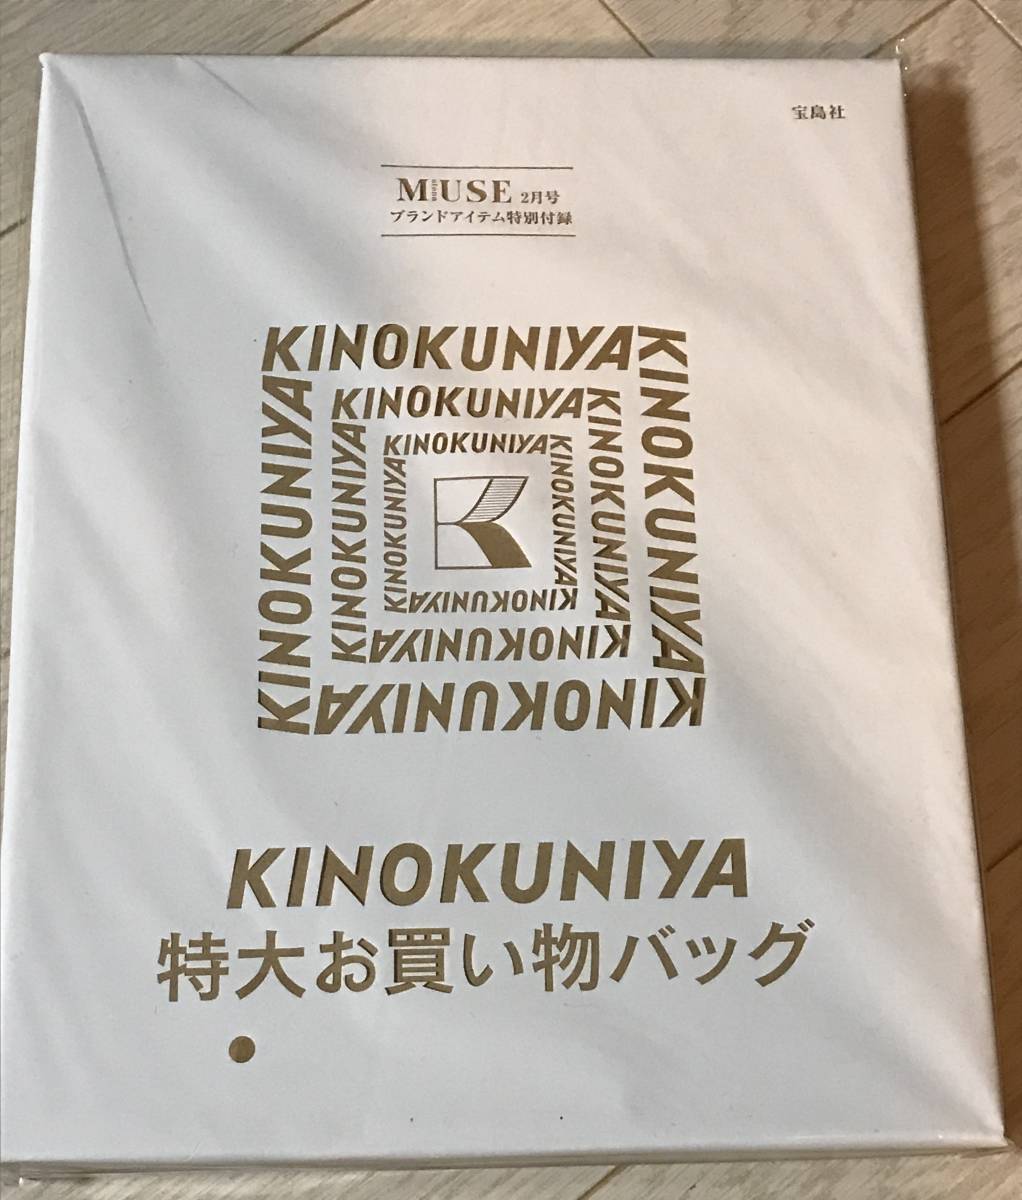 宝島社
MUSE 2月号
otona
ブランドアイテム特別付録
KINOKUNIYA
KINOKUNIYA
KINOKUNIYA
KINOKUNIYA
KINOKUNIYA
KINOKUNIYA
KINOKUNIYA
KINOKUNIYA
KINOKUNIYA
KINOKUNIYA
KINOKUNIYA
KINOKUNIYA
K
KINOKUNIYA
特大お買い物バッグ